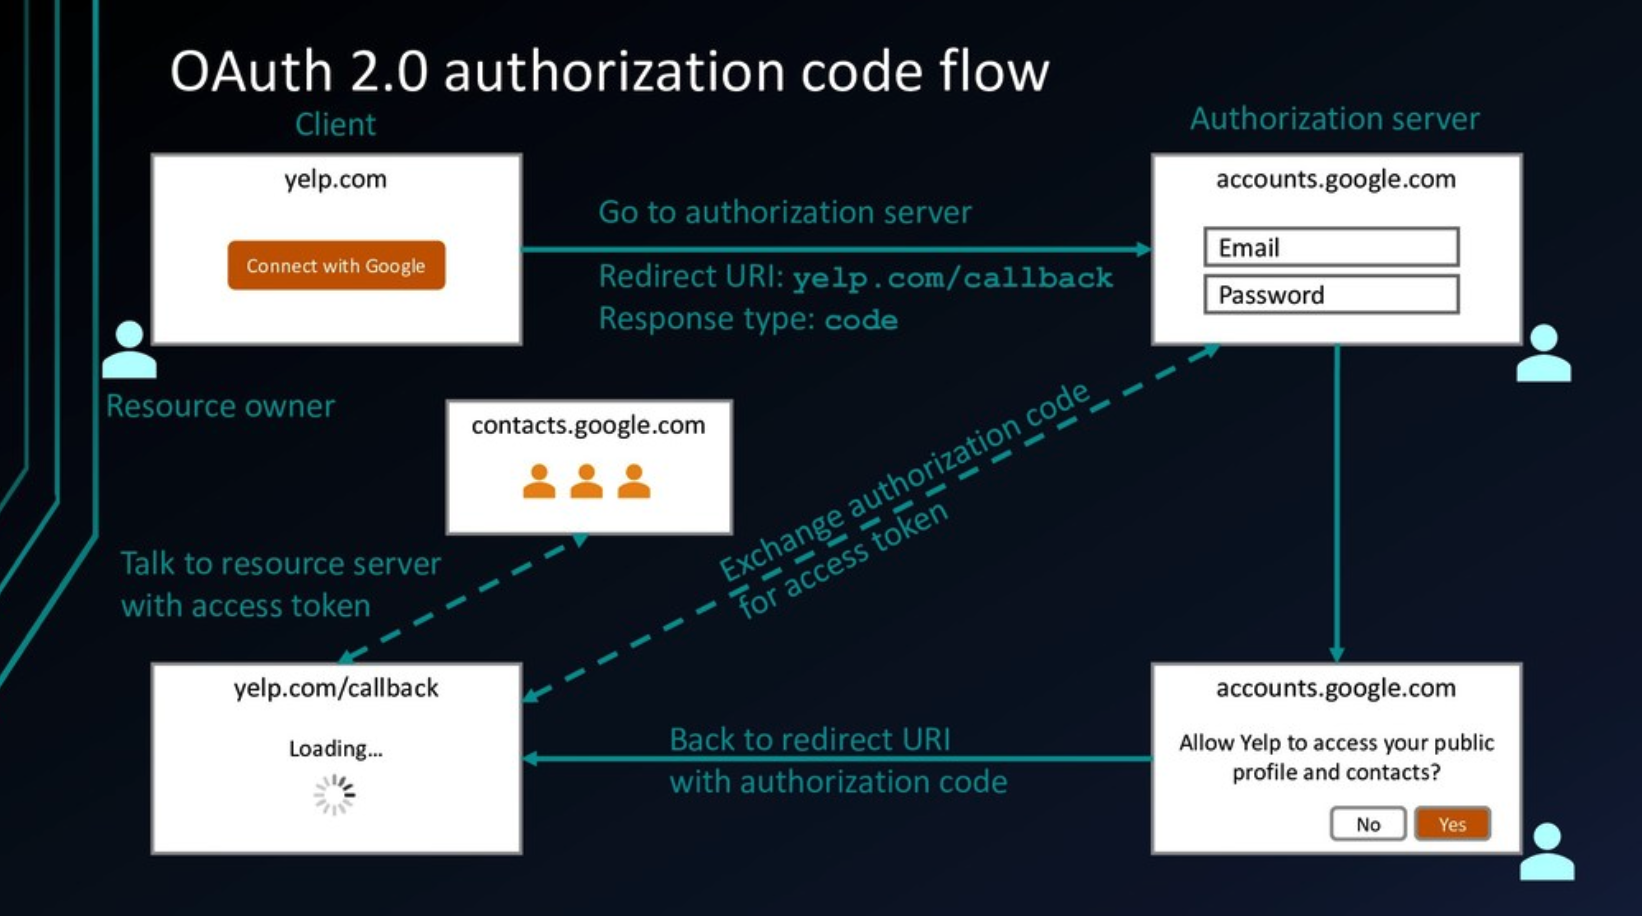 OAuth 2.0 authorization code flow
Client
Authorization server
yelp.com
Connect with Google
Go to authorization server
Redirect URI: yelp.com/callback
Response type: code
accounts.google.com
Email
Password
Resource owner
contacts.google.com
Exchange authorization code
for access token
Talk to resource server
with access token
yelp.com/callback
Loading...
Back to redirect URI
with authorization code
accounts.google.com
Allow Yelp to access your public
profile and contacts?
No
Yes